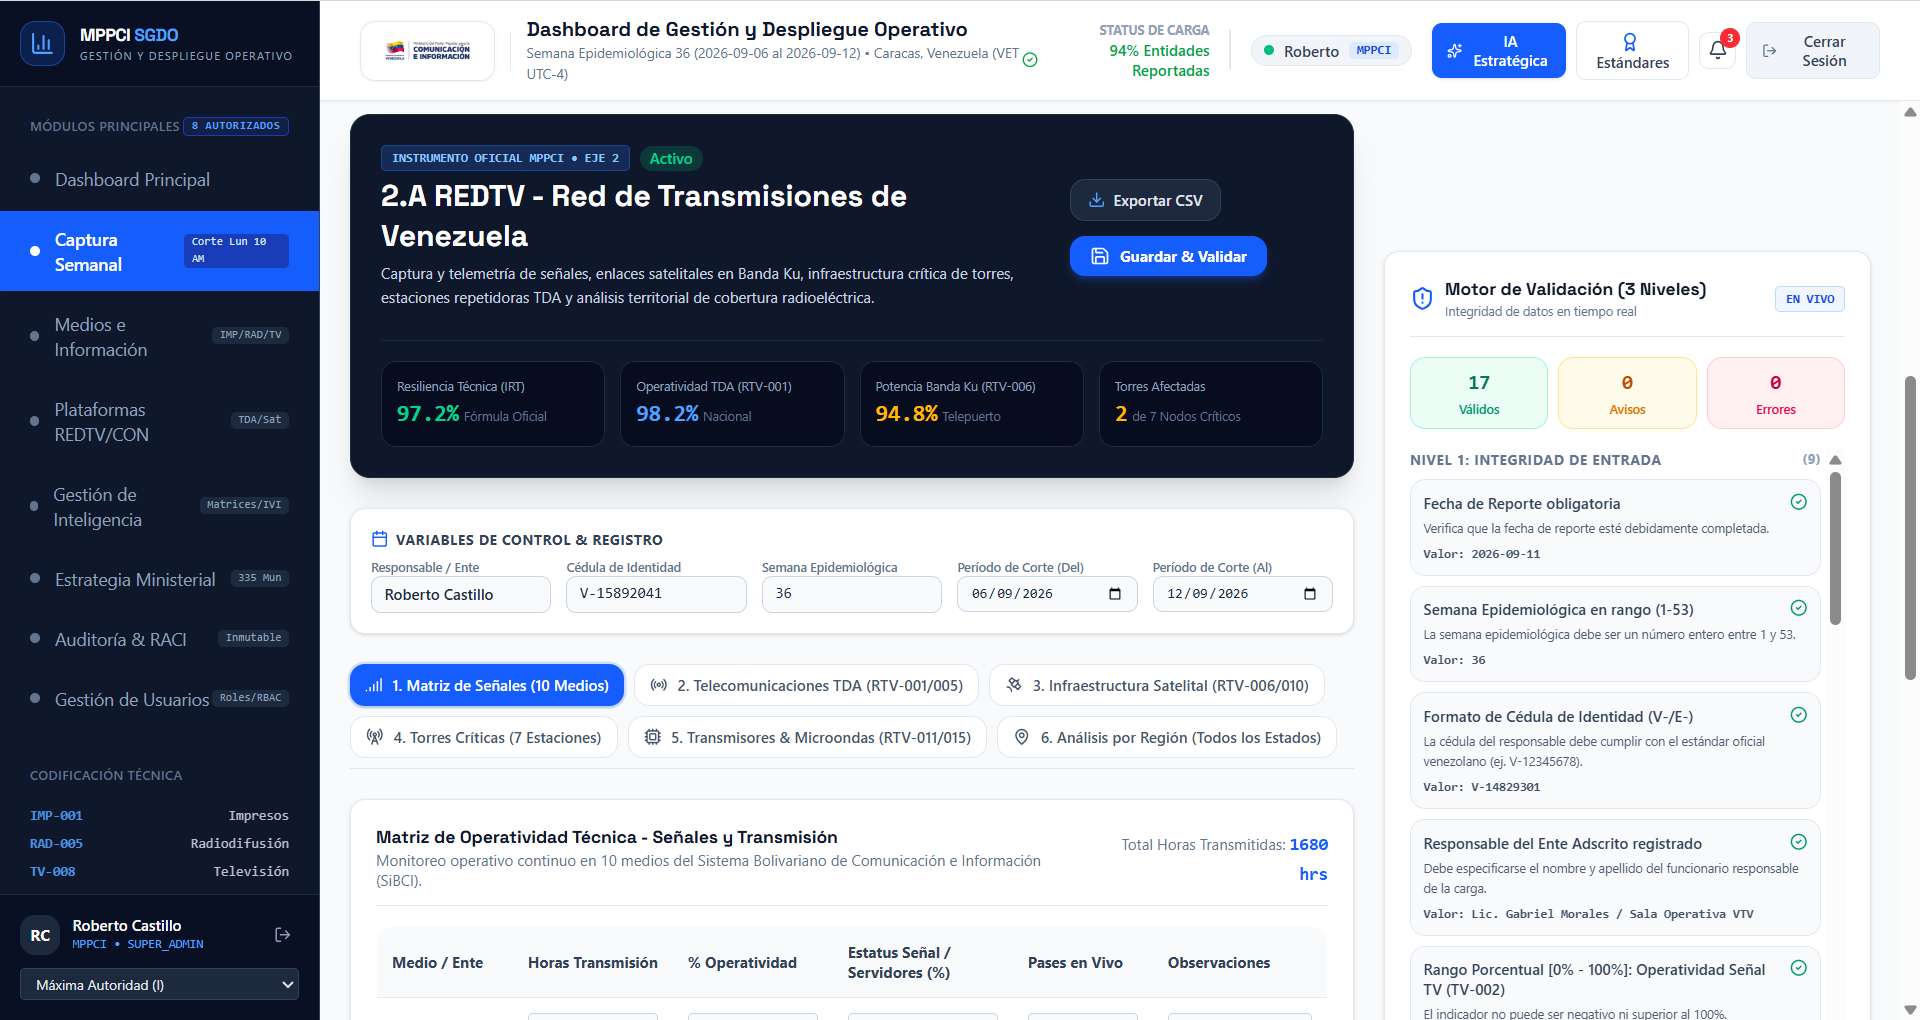 MPPCI SGDO
GESTIÓN Y DESPLIEGUE OPERATIVO
MÓDULOS PRINCIPALES
8 AUTORIZADOS
Dashboard Principal
Captura
Semanal
Corte Lun 10
AM
Medios e
Información
IMP/RAD/TV
Plataformas
REDTV/CON
TDA/Sat
Gestión de
Inteligencia
Matrices/IVI
Estrategia Ministerial
335 Mun
Auditoría & RACI
Inmutable
Gestión de Usuarios
Roles/RBAC
CODIFICACIÓN TÉCNICA
IMP-001
Impresos
RAD-005
Radiodifusión
TV-008
Televisión
RC
Roberto Castillo
MPPCI • SUPER_ADMIN
Máxima Autoridad (I)
COMUNICACIÓN
E INFORMACIÓN
Dashboard de Gestión y Despliegue Operativo
Semana Epidemiológica 36 (2026-09-06 al 2026-09-12) • Caracas, Venezuela (VET
UTC-4)
STATUS DE CARGA
94% Entidades
Reportadas
Roberto
MPPCI
IA
Estratégica
Estándares
3
Cerrar
Sesión
INSTRUMENTO OFICIAL MPPCI • EJE 2
Activo
2.A REDTV - Red de Transmisiones de
Venezuela
Captura y telemetría de señales, enlaces satelitales en Banda Ku, infraestructura crítica de torres,
estaciones repetidoras TDA y análisis territorial de cobertura radioeléctrica.
Exportar CSV
Guardar & Validar
Resiliencia Técnica (IRT)
97.2% Fórmula Oficial
Operatividad TDA (RTV-001)
98.2% Nacional
Potencia Banda Ku (RTV-006)
94.8% Telepuerto
Torres Afectadas
2 de 7 Nodos Críticos
VARIABLES DE CONTROL & REGISTRO
Responsable / Ente
Roberto Castillo
Cédula de Identidad
V-15892041
Semana Epidemiológica
36
Período de Corte (Del)
06/09/2026
Período de Corte (Al)
12/09/2026
1. Matriz de Señales (10 Medios)
2. Telecomunicaciones TDA (RTV-001/005)
3. Infraestructura Satelital (RTV-006/010)
4. Torres Críticas (7 Estaciones)
5. Transmisores & Microondas (RTV-011/015)
6. Análisis por Región (Todos los Estados)
Matriz de Operatividad Técnica - Señales y Transmisión
Monitoreo operativo continuo en 10 medios del Sistema Bolivariano de Comunicación e Información
(SiBCI).
Total Horas Transmitidas: 1680
hrs
Medio / Ente
Horas Transmisión
% Operatividad
Estatus Señal /
Servidores (%)
Pases en Vivo
Observaciones
Motor de Validación (3 Niveles)
Integridad de datos en tiempo real
EN VIVO
17
Válidos
0
Avisos
0
Errores
NIVEL 1: INTEGRIDAD DE ENTRADA
(9)
Fecha de Reporte obligatoria
Verifica que la fecha de reporte esté debidamente completada.
Valor: 2026-09-11
Semana Epidemiológica en rango (1-53)
La semana epidemiológica debe ser un número entero entre 1 y 53.
Valor: 36
Formato de Cédula de Identidad (V-/E-)
La cédula del responsable debe cumplir con el estándar oficial
venezolano (ej. V-12345678).
Valor: V-14829301
Responsable del Ente Adscrito registrado
Debe especificarse el nombre y apellido del funcionario responsable
de la carga.
Valor: Lic. Gabriel Morales / Sala Operativa VTV
Rango Porcentual [0% - 100%]: Operatividad Señal
TV (TV-002)
El indicador no puede ser negativo ni superior al 100%.